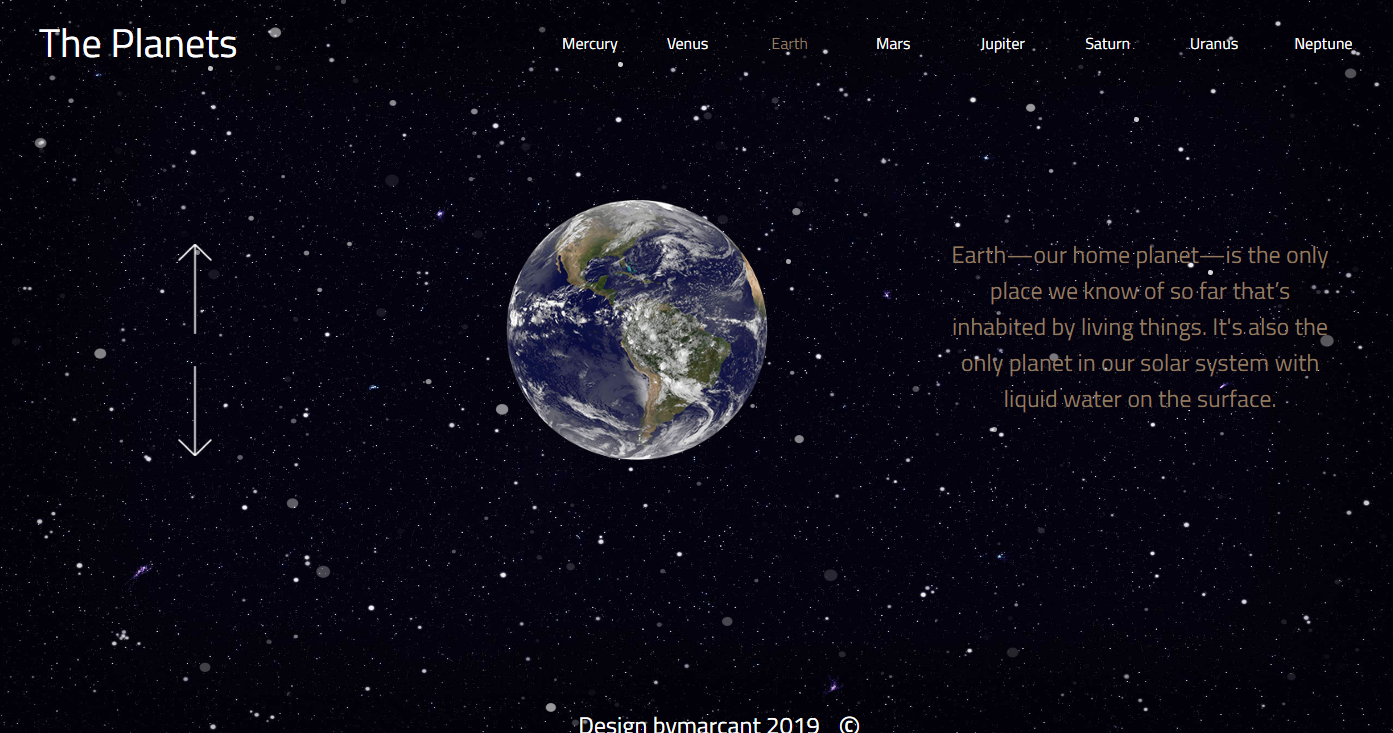 The Planets
Mercury Venus Earth Mars Jupiter Saturn Uranus Neptune
Earth—our home planet—is the only
place we know of so far that’s
inhabited by living things. It's also the
only planet in our solar system with
liquid water on the surface.
Design bymarcant 2019 ©